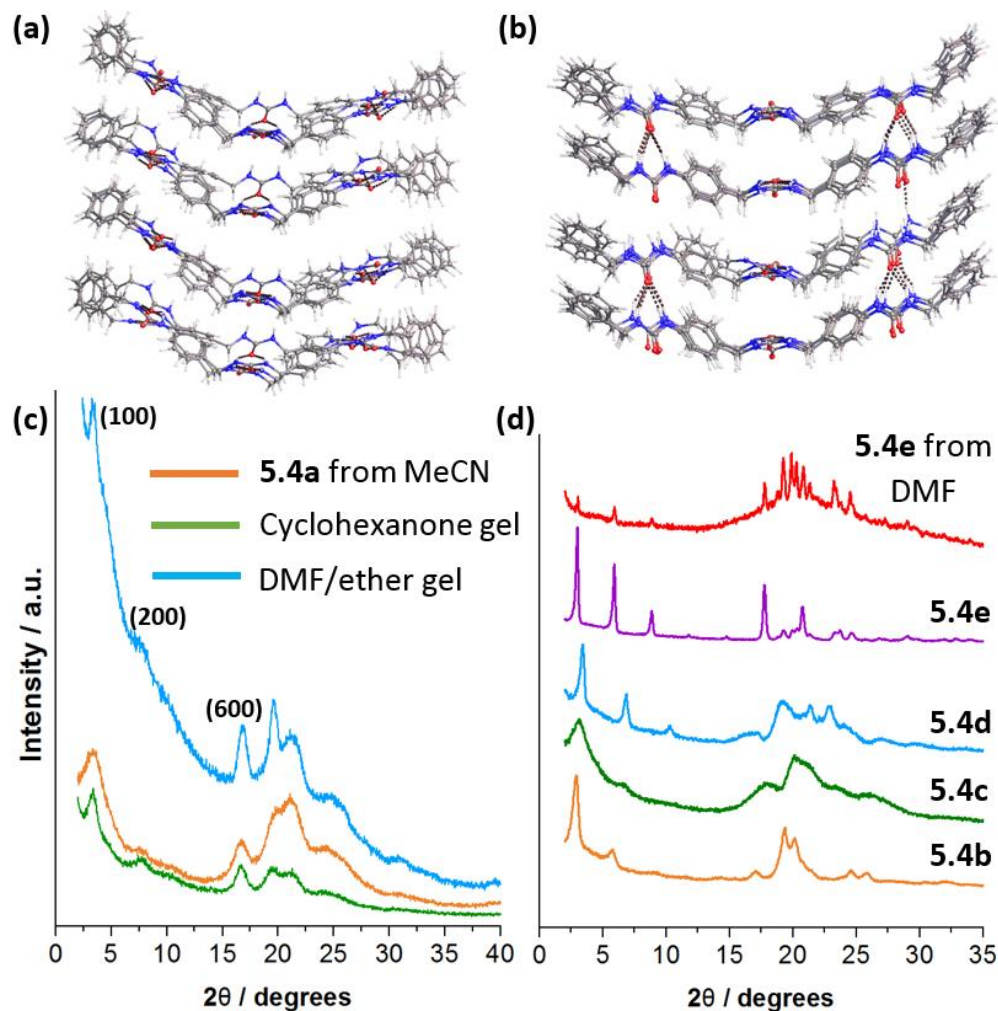 (a)
(b)
(c)
(100)
(200)
(600)
5.4a from MeCN
Cyclohexanone gel
DMF/ether gel
Intensity / a.u.
0 5 10 15 20 25 30 35 40
2θ / degrees
(d)
5.4e from
DMF
5.4e
5.4d
5.4c
5.4b
0 5 10 15 20 25 30 35
2θ / degrees